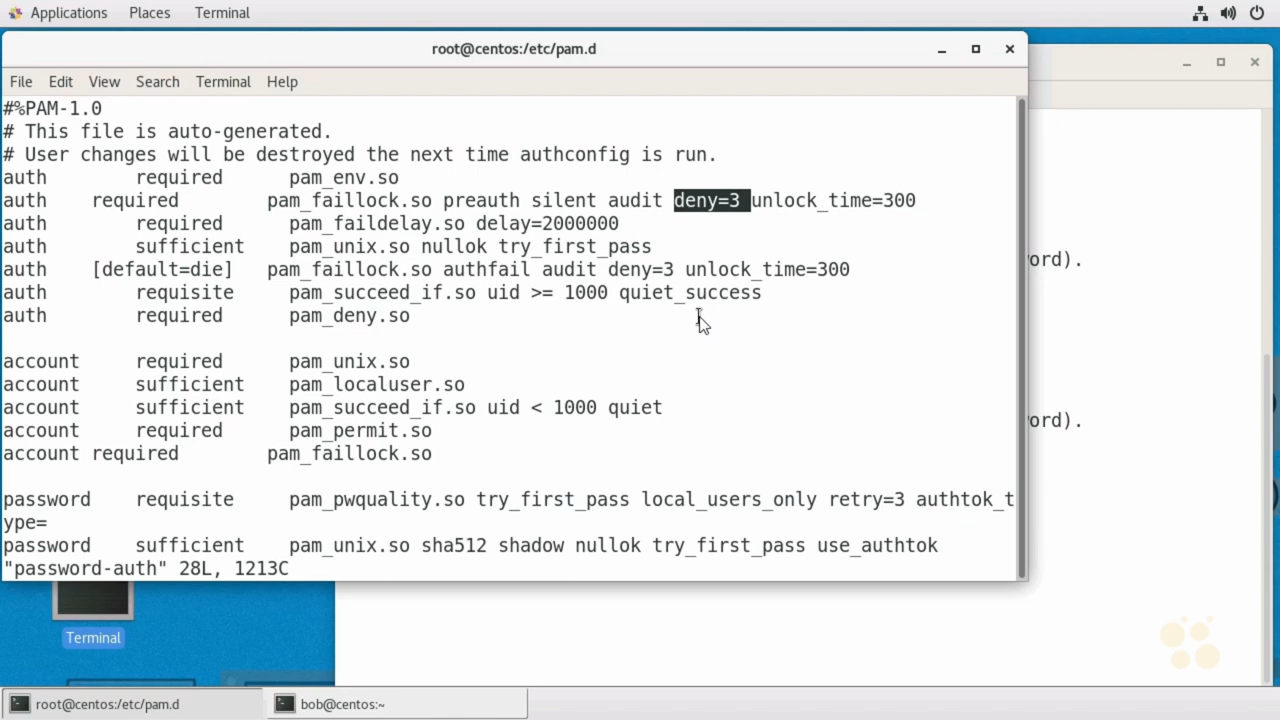 Applications Places Terminal
root@centos:/etc/pam.d
File Edit View Search Terminal Help
#%PAM-1.0
# This file is auto-generated.
# User changes will be destroyed the next time authconfig is run.
auth        required      pam_env.so
auth    required        pam_faillock.so preauth silent audit deny=3 unlock_time=300
auth        required      pam_faildelay.so delay=2000000
auth        sufficient    pam_unix.so nullok try_first_pass
auth    [default=die]   pam_faillock.so authfail audit deny=3 unlock_time=300
auth        requisite     pam_succeed_if.so uid >= 1000 quiet_success
auth        required      pam_deny.so
account     required      pam_unix.so
account     sufficient    pam_localuser.so
account     sufficient    pam_succeed_if.so uid < 1000 quiet
account     required      pam_permit.so
account required        pam_faillock.so
password    requisite     pam_pwquality.so try_first_pass local_users_only retry=3 authtok_t
ype=
password    sufficient    pam_unix.so sha512 shadow nullok try_first_pass use_authtok
"password-auth" 28L, 1213C
ord).
ord).
Terminal
root@centos:/etc/pam.d
bob@centos:~